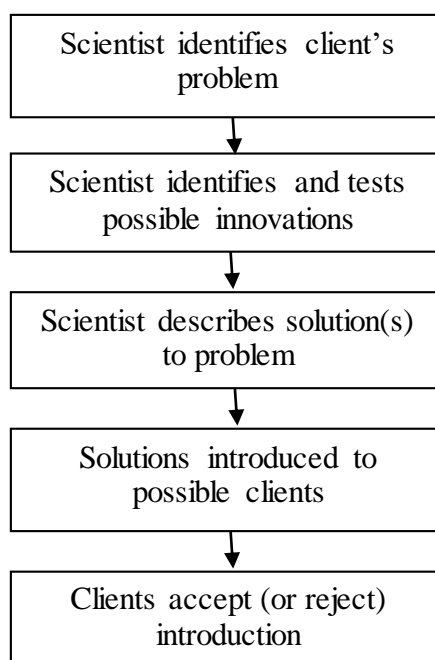 Scientist identifies client’s
problem
Scientist identifies and tests
possible innovations
Scientist describes solution(s)
to problem
Solutions introduced to
possible clients
Clients accept (or reject)
introduction